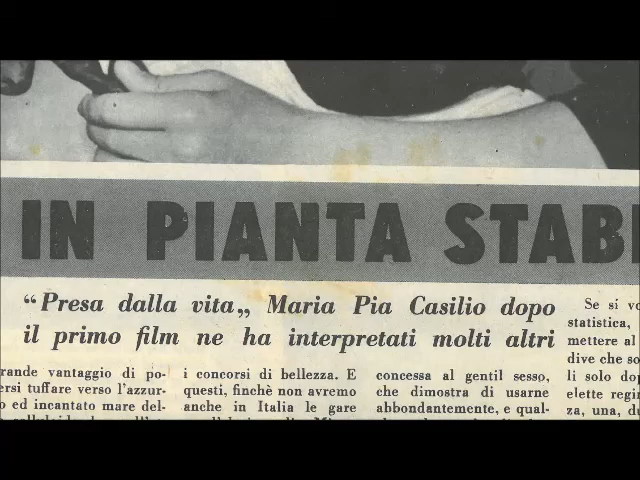 IN PIANTA STABI
“Presa dalla vita„ Maria Pia Casilio dopo
il primo film ne ha interpretati molti altri
rande vantaggio di po-
ersi tuffare verso l'azzur-
o ed incantato mare del-
i concorsi di bellezza. E
questi, finchè non avremo
anche in Italia le gare
concessa al gentil sesso,
che dimostra di usarne
abbondantemente, e qual-
Se si vo
statistica,
mettere al
dive che so
li solo dop
elette regi
za, una, du